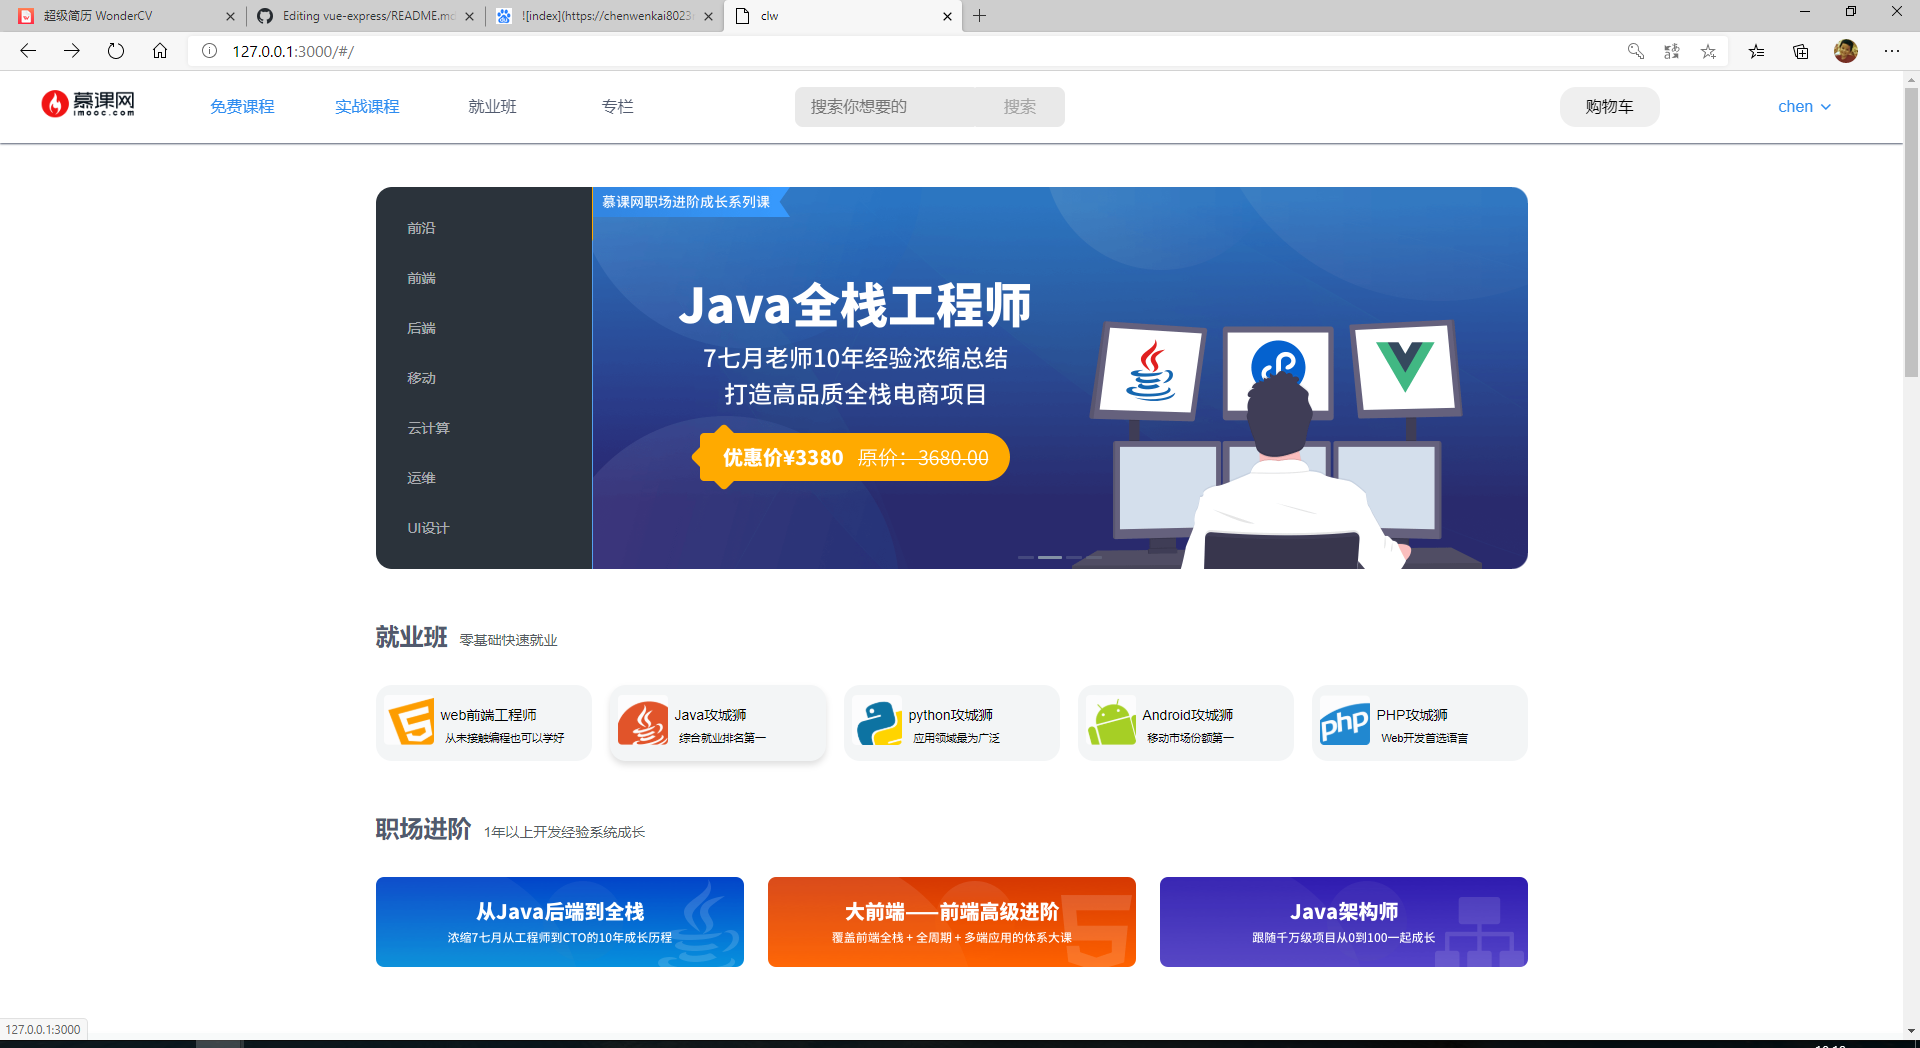 超级简历 WonderCV
Editing vue-express/README.md
![index](https://chenwenkai8023
clw
127.0.0.1:3000/#/
慕课网
imooc.com
免费课程
实战课程
就业班
专栏
搜索你想要的
搜索
购物车
chen
前沿
前端
后端
移动
云计算
运维
UI设计
慕课网职场进阶成长系列课
Java全栈工程师
7七月老师10年经验浓缩总结
打造高品质全栈电商项目
优惠价¥3380 原价：3680.00
就业班 零基础快速就业
web前端工程师
从未接触编程也可以学好
Java攻城狮
综合就业排名第一
python攻城狮
应用领域最为广泛
Android攻城狮
移动市场份额第一
php
PHP攻城狮
Web开发首选语言
职场进阶 1年以上开发经验系统成长
从Java后端到全栈
浓缩7七月从工程师到CTO的10年成长历程
大前端——前端高级进阶
覆盖前端全栈 + 全周期 + 多端应用的体系大课
Java架构师
跟随千万级项目从0到100一起成长
127.0.0.1:3000